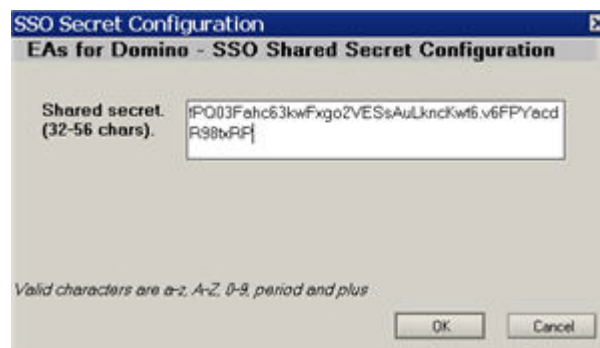 SSO Secret Configuration
EAs for Domino - SSO Shared Secret Configuration
Shared secret.
(32-56 chars).
Valid characters are a-z, A-Z, 0-9, period and plus
OK
Cancel